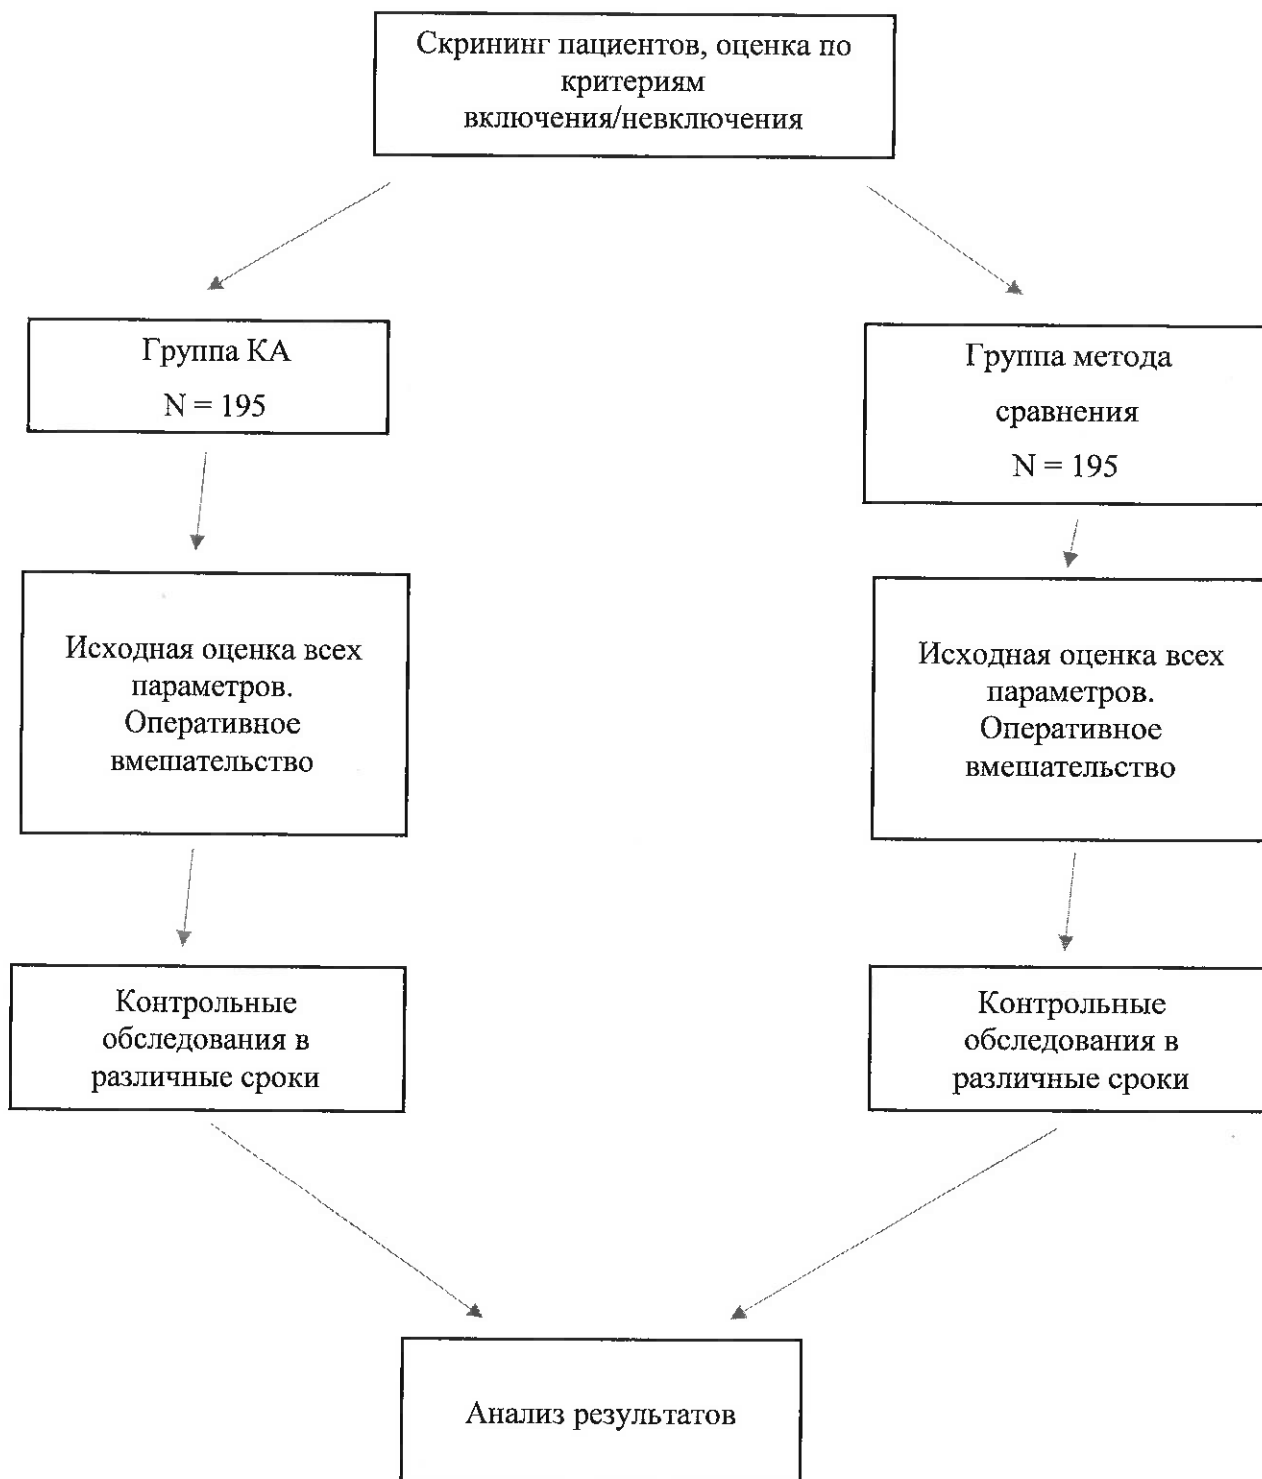 Скрининг пациентов, оценка по
критериям
включения/невключения
Группа КА
N = 195
Группа метода
сравнения
N = 195
Исходная оценка всех
параметров.
Оперативное
вмешательство
Исходная оценка всех
параметров.
Оперативное
вмешательство
Контрольные
обследования в
различные сроки
Контрольные
обследования в
различные сроки
Анализ результатов